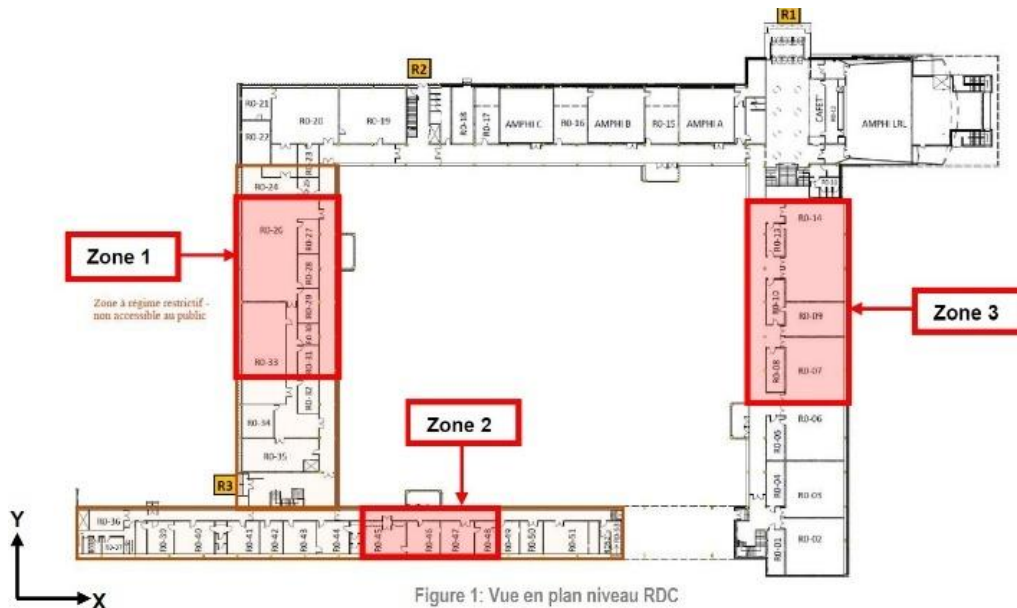 R1
R2
R0-21
R0-20
R0-19
R0-18
R0-17
AMPHI C
R0-16
AMPHI B
R0-15
AMPHI A
CAFET
R0-12
AMPHI LRL
R0-22
R0-23
R0-24
R0-25
R0-11
R0-26
R0-27
R0-13
R0-14
Zone 1
R0-28
Zone à régime restrictif -
non accessible au public
R0-29
R0-10
R0-09
Zone 3
R0-30
R0-33
R0-31
R0-08
R0-07
R0-32
R0-34
Zone 2
R0-06
R0-05
R0-35
R3
R0-04
R0-03
R0-36
R0-37
R0-39
R0-40
R0-41
R0-42
R0-43
R0-44
R0-45
R0-46
R0-47
R0-48
R0-49
R0-50
R0-51
R0-01
R0-02
Y
X
Figure 1: Vue en plan niveau RDC